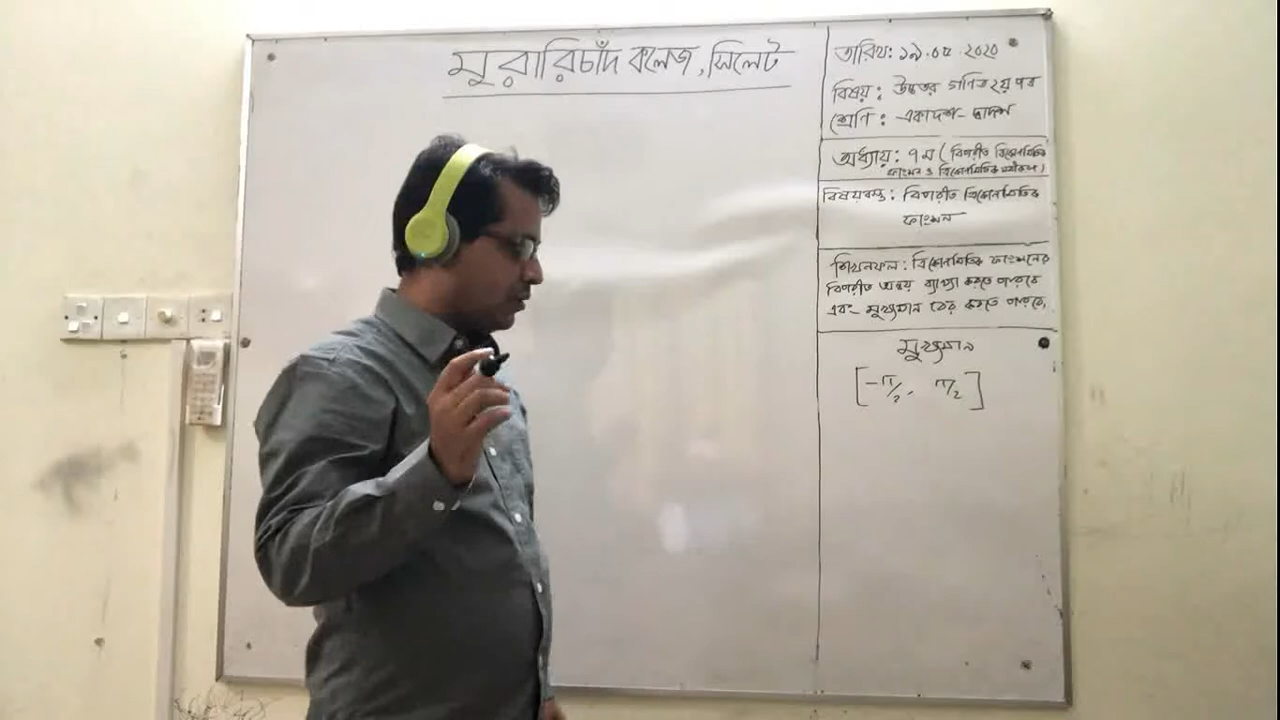 মুরারিচাঁদ কলেজ, সিলেট
তারিখ: ১৯.০৫.২০২০
বিষয়: উচ্চতর গণিত ২য় পত্র
শ্রেণি: একাদশ-দ্বাদশ
অধ্যায়: ৭ম (বিপরীত ত্রিকোণমিতিক
ফাংশন ও ত্রিকোণমিতিক সমীকরণ)
বিষয়বস্তু: বিপরীত ত্রিকোণমিতিক
ফাংশন
শিখনফল: ত্রিকোণমিতিক ফাংশনের
বিপরীত অন্বয় ব্যাখ্যা করতে পারবে
এবং মুখ্যমান বের করতে পারবে।
মুখ্যমান
[-π/2, π/2]